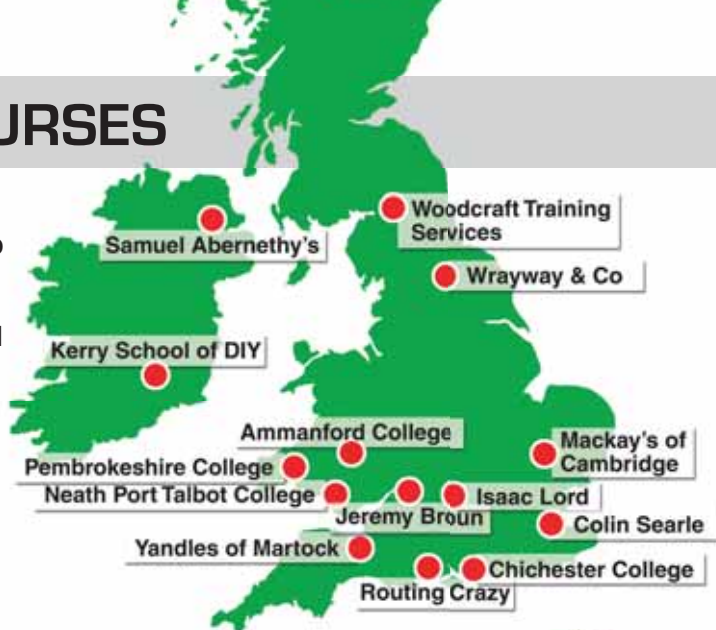 URSES
Woodcraft Training
Services
Samuel Abernethy's
Wrayway & Co
Kerry School of DIY
Ammanford College
Mackay's of
Cambridge
Pembrokeshire College
Neath Port Talbot College
Isaac Lord
Jeremy Broun
Colin Searle
Yandles of Martock
Chichester College
Routing Crazy